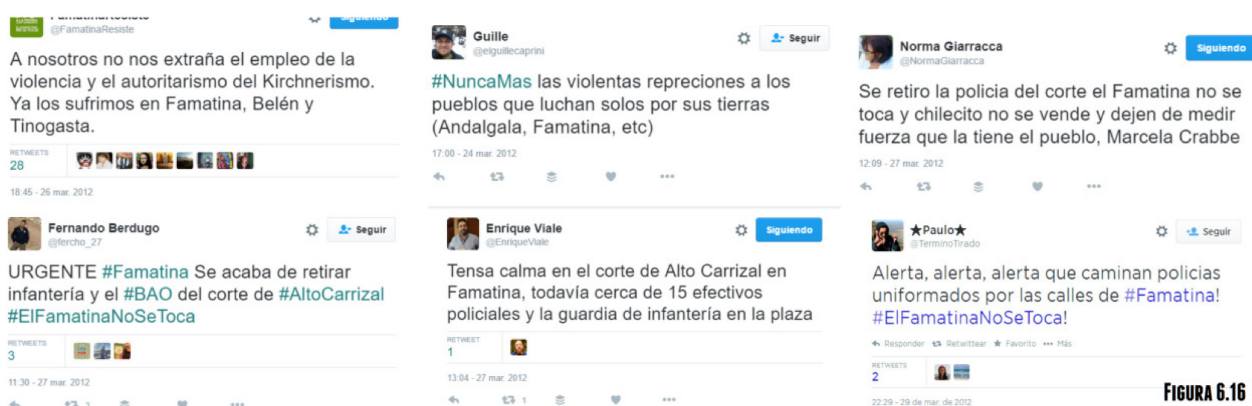 FamatinaResiste
@FamatinaResiste
Siguiendo
A nosotros no nos extraña el empleo de la
violencia y el autoritarismo del Kirchnerismo.
Ya los sufrimos en Famatina, Belén y
Tinogasta.
RETWEETS
28
18:45 - 26 mar. 2012
Guille
@elguillecaprini
Seguir
#NuncaMas las violentas represiones a los
pueblos que luchan solos por sus tierras
(Andalgala, Famatina, etc)
17:00 - 24 mar. 2012
Norma Giarracca
@NormaGiarracca
Siguiendo
Se retiro la policia del corte el Famatina no se
toca y chilecito no se vende y dejen de medir
fuerza que la tiene el pueblo, Marcela Crabbe
12:09 - 27 mar. 2012
Fernando Berdugo
@fercho_27
Seguir
URGENTE #Famatina Se acaba de retirar
infantería y el #BAO del corte de #AltoCarrizal
#ElFamatinaNoSeToca
RETWEETS
3
11:30 - 27 mar. 2012
3
Enrique Viale
@EnriqueViale
Siguiendo
Tensa calma en el corte de Alto Carrizal en
Famatina, todavía cerca de 15 efectivos
policiales y la guardia de infantería en la plaza
RETWEET
1
13:04 - 27 mar. 2012
1
★Paulo★
@TerminoTirado
Seguir
Alerta, alerta, alerta que caminan policias
uniformados por las calles de #Famatina!
#ElFamatinaNoSeToca!
Responder Retwittear Favorito Más
RETWEETS
2
22:29 - 29 de mar. de 2012
FIGURA 6.16